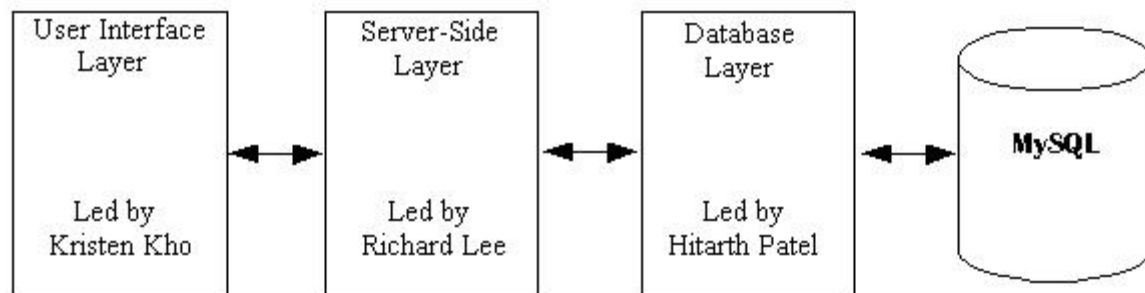 User Interface
Layer
Led by
Kristen Kho
Server-Side
Layer
Led by
Richard Lee
Database
Layer
Led by
Hitarth Patel
MySQL